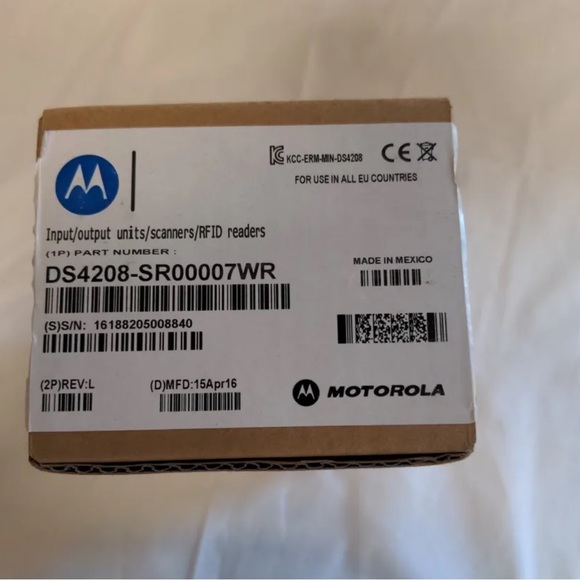 KCC-ERM-MIN-DS4208
CE
FOR USE IN ALL EU COUNTRIES
Input/output units/scanners/RFID readers
(1P) PART NUMBER :
DS4208-SR00007WR
MADE IN MEXICO
(S)S/N: 16188205008840
(2P)REV:L
(D)MFD:15Apr16
MOTOROLA